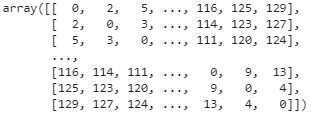 array([[  0,   2,   5, ..., 116, 125, 129],
       [  2,   0,   3, ..., 114, 123, 127],
       [  5,   3,   0, ..., 111, 120, 124],
       ...,
       [116, 114, 111, ...,   0,   9,  13],
       [125, 123, 120, ...,   9,   0,   4],
       [129, 127, 124, ...,  13,   4,   0]])